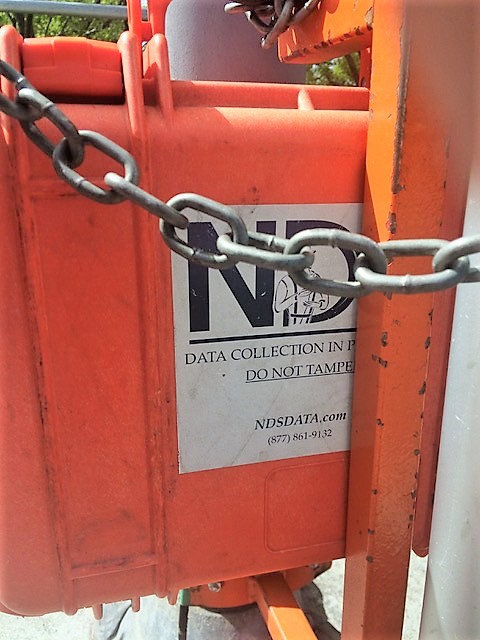 ND
DATA COLLECTION IN P
DO NOT TAMPE
NDSDATA.com
(877) 861-9132